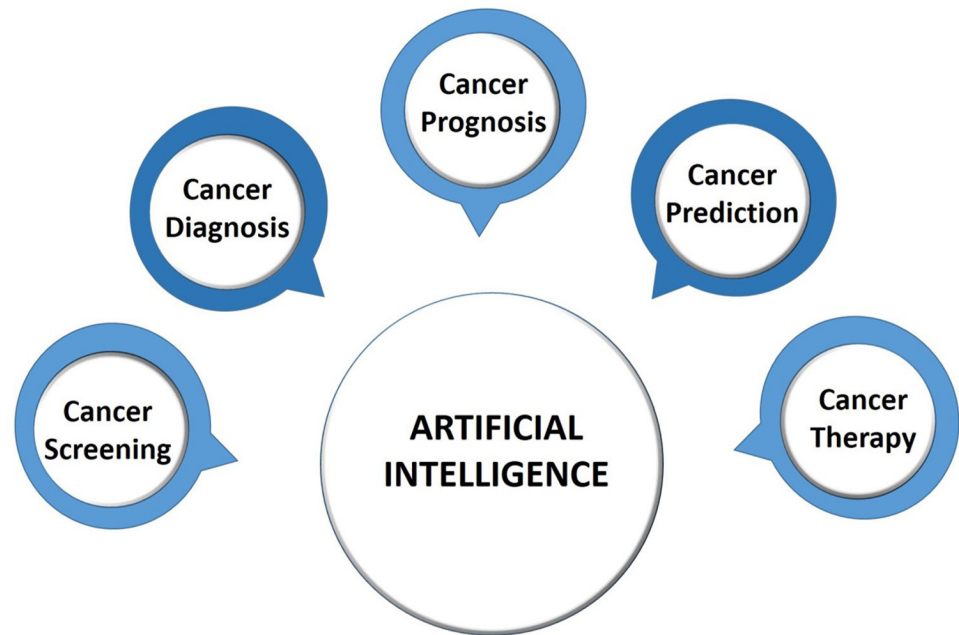 Cancer
Prognosis
Cancer
Diagnosis
Cancer
Prediction
Cancer
Screening
Cancer
Therapy
ARTIFICIAL
INTELLIGENCE